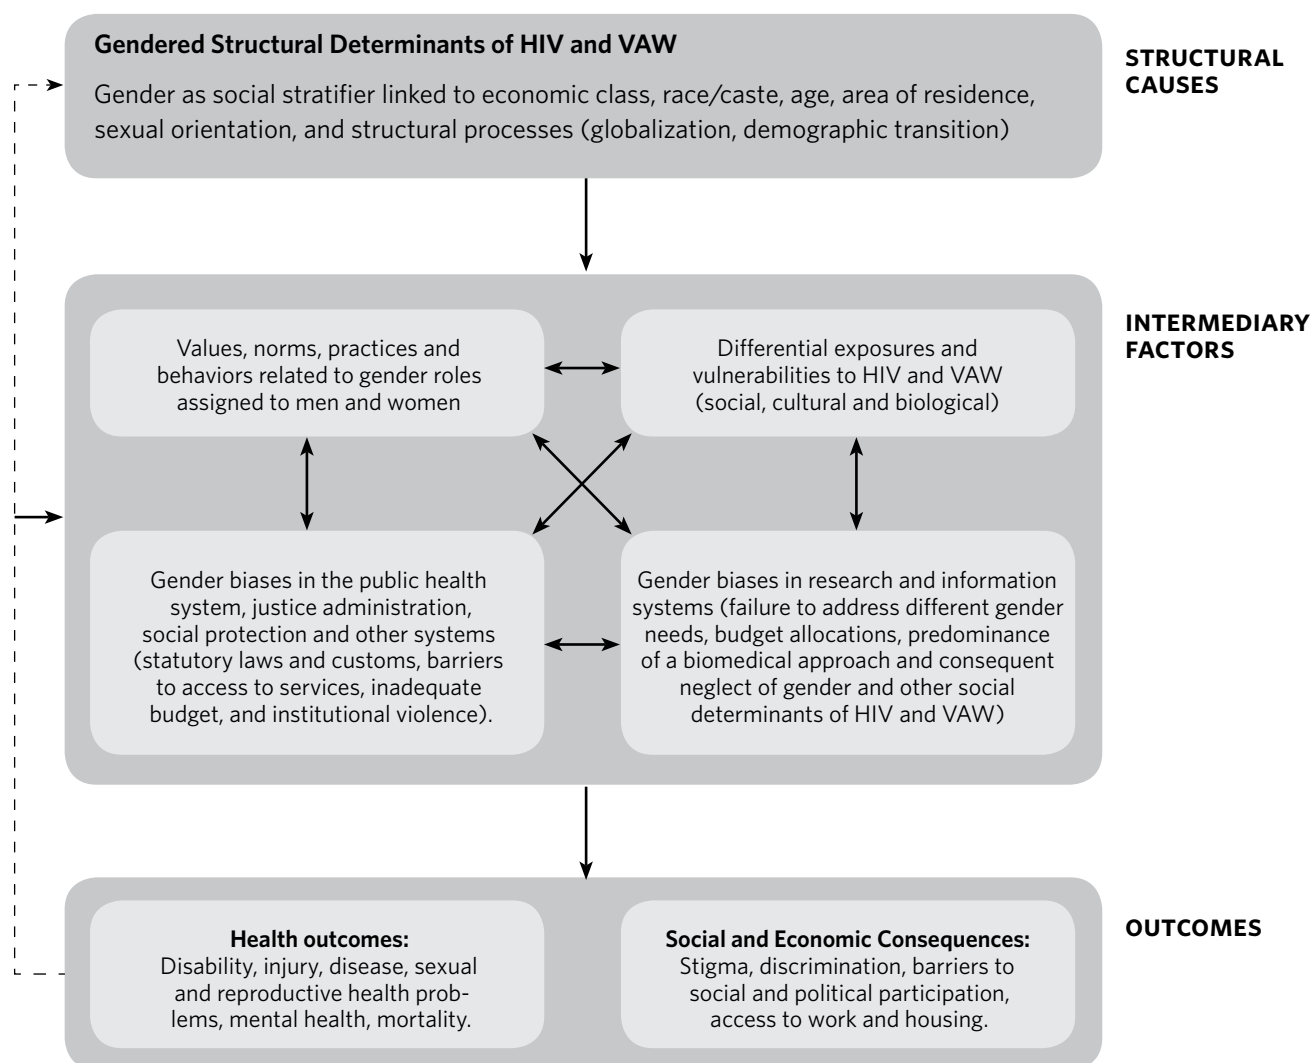 Gendered Structural Determinants of HIV and VAW
Gender as social stratifier linked to economic class, race/caste, age, area of residence,
sexual orientation, and structural processes (globalization, demographic transition)
STRUCTURAL
CAUSES
INTERMEDIARY
FACTORS
Values, norms, practices and
behaviors related to gender roles
assigned to men and women
Differential exposures and
vulnerabilities to HIV and VAW
(social, cultural and biological)
Gender biases in the public health
system, justice administration,
social protection and other systems
(statutory laws and customs, barriers
to access to services, inadequate
budget, and institutional violence).
Gender biases in research and information
systems (failure to address different gender
needs, budget allocations, predominance
of a biomedical approach and consequent
neglect of gender and other social
determinants of HIV and VAW)
OUTCOMES
Health outcomes:
Disability, injury, disease, sexual
and reproductive health prob-
lems, mental health, mortality.
Social and Economic Consequences:
Stigma, discrimination, barriers to
social and political participation,
access to work and housing.